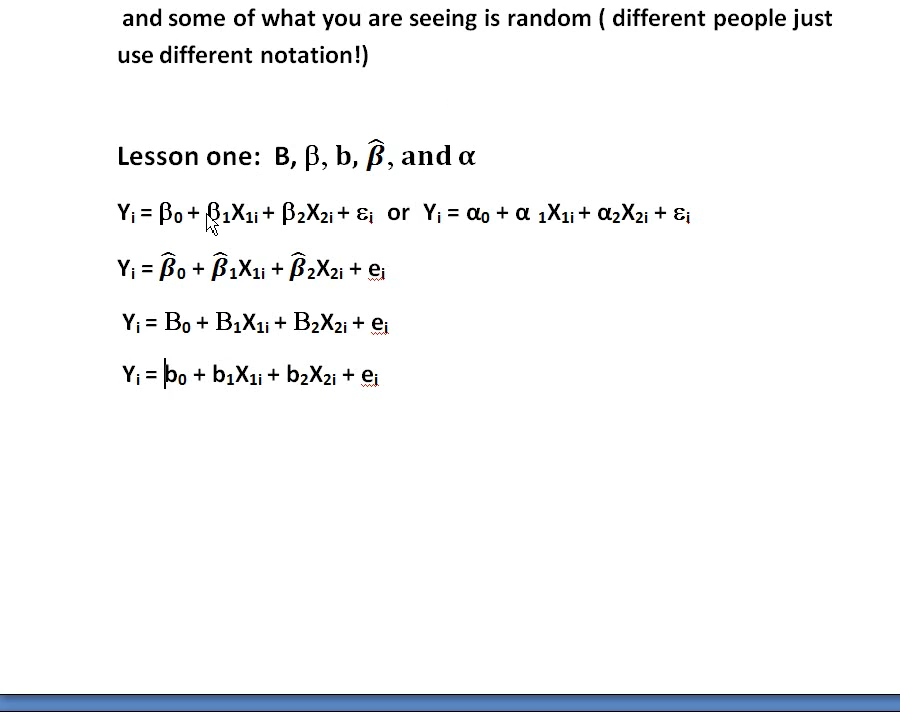 and some of what you are seeing is random ( different people just
use different notation!)
Lesson one:  B, β, b, β̂, and α
Yᵢ = β₀ + β₁X₁ᵢ + β₂X₂ᵢ + εᵢ  or  Yᵢ = α₀ + α ₁X₁ᵢ + α₂X₂ᵢ + εᵢ
Yᵢ = β̂₀ + β̂₁X₁ᵢ + β̂₂X₂ᵢ + eᵢ
Yᵢ = B₀ + B₁X₁ᵢ + B₂X₂ᵢ + eᵢ
Yᵢ = b₀ + b₁X₁ᵢ + b₂X₂ᵢ + eᵢ